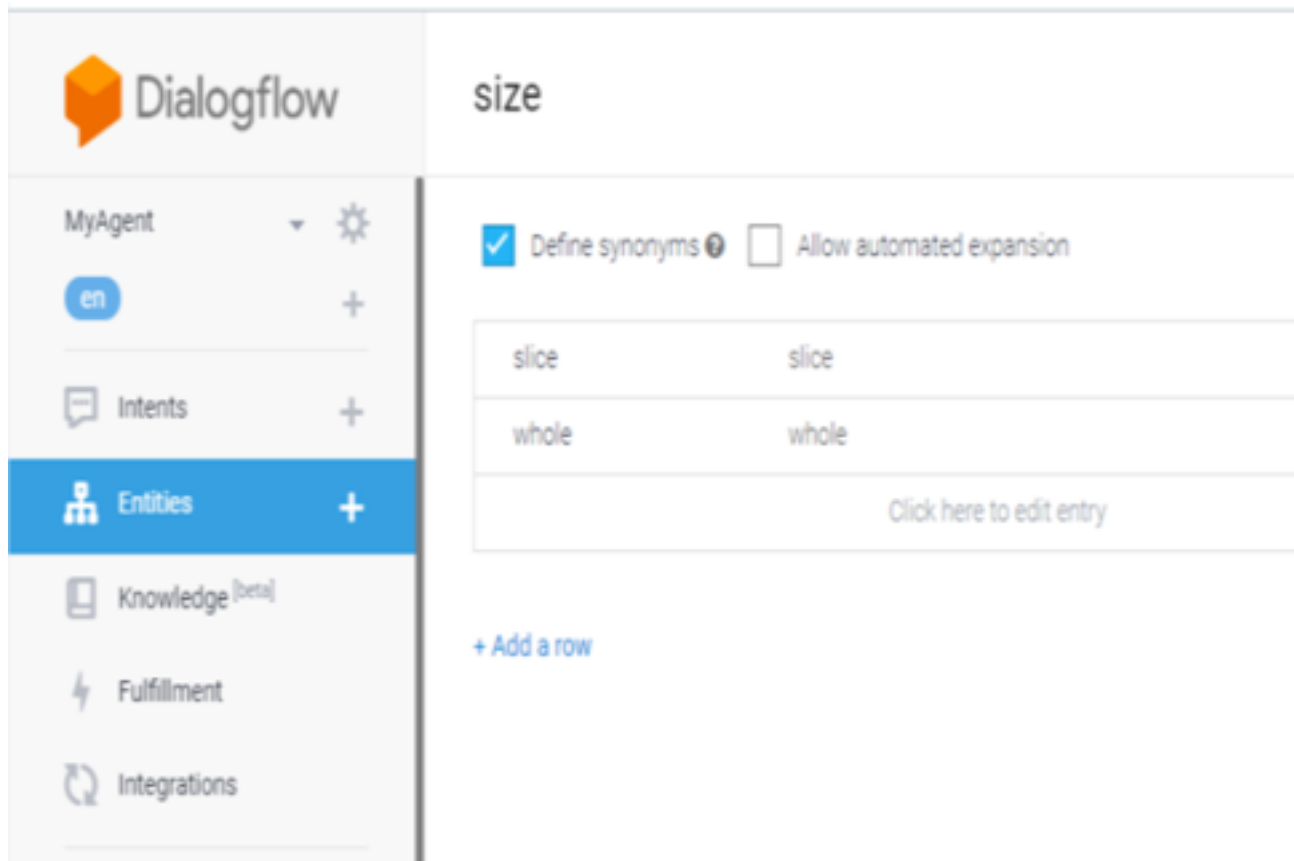 Dialogflow
size
MyAgent
en
Define synonyms
Allow automated expansion
slice slice
Intents
whole whole
Entities
Click here to edit entry
Knowledge [beta]
+ Add a row
Fulfillment
Integrations